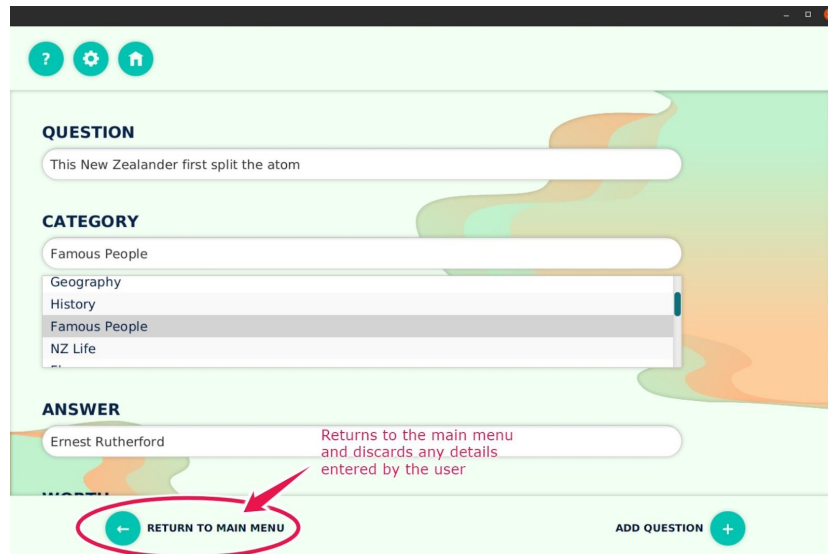 ?
QUESTION
This New Zealander first split the atom
CATEGORY
Famous People
Geography
History
Famous People
NZ Life
ANSWER
Ernest Rutherford
Returns to the main menu
and discards any details
entered by the user
WORTH
← RETURN TO MAIN MENU
ADD QUESTION +